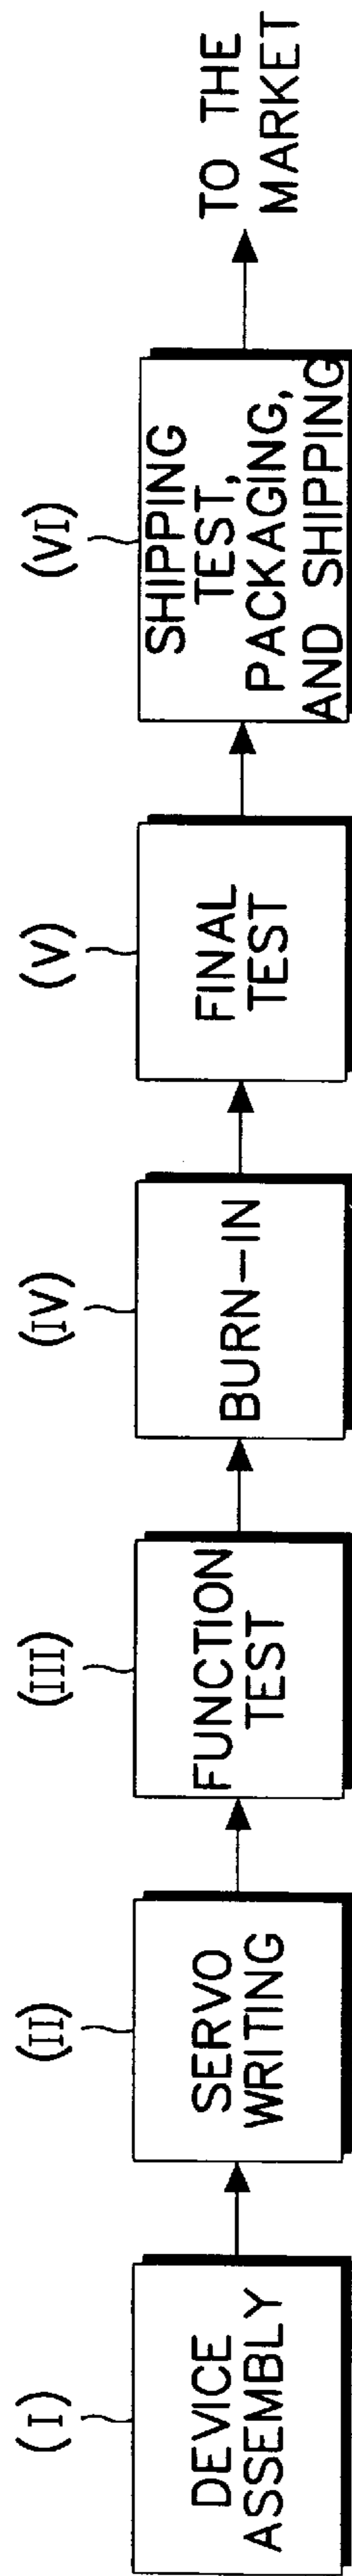 (I)
DEVICE
ASSEMBLY
(II)
SERVO
WRITING
(III)
FUNCTION
TEST
(IV)
BURN-IN
(V)
FINAL
TEST
(VI)
SHIPPING
TEST,
PACKAGING,
AND SHIPPING
TO THE
MARKET